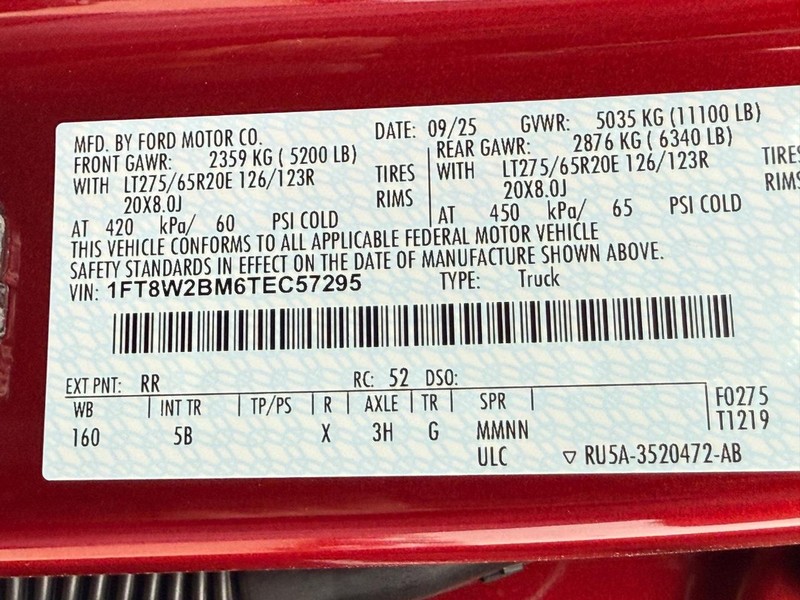 MFD. BY FORD MOTOR CO. DATE: 09/25 GVWR: 5035 KG (11100 LB)
FRONT GAWR: 2359 KG ( 5200 LB) REAR GAWR: 2876 KG ( 6340 LB)
WITH LT275/65R20E 126/123R TIRES WITH LT275/65R20E 126/123R TIRES
20X8.0J RIMS 20X8.0J RIMS
AT 420 kPa/ 60 PSI COLD AT 450 kPa/ 65 PSI COLD
THIS VEHICLE CONFORMS TO ALL APPLICABLE FEDERAL MOTOR VEHICLE
SAFETY STANDARDS IN EFFECT ON THE DATE OF MANUFACTURE SHOWN ABOVE.
VIN: 1FT8W2BM6TEC57295 TYPE: Truck
EXT PNT: RR RC: 52 DSO:
WB INT TR TP/PS R AXLE TR SPR F0275
160 5B X 3H G MMNN T1219
ULC ▽ RU5A-3520472-AB